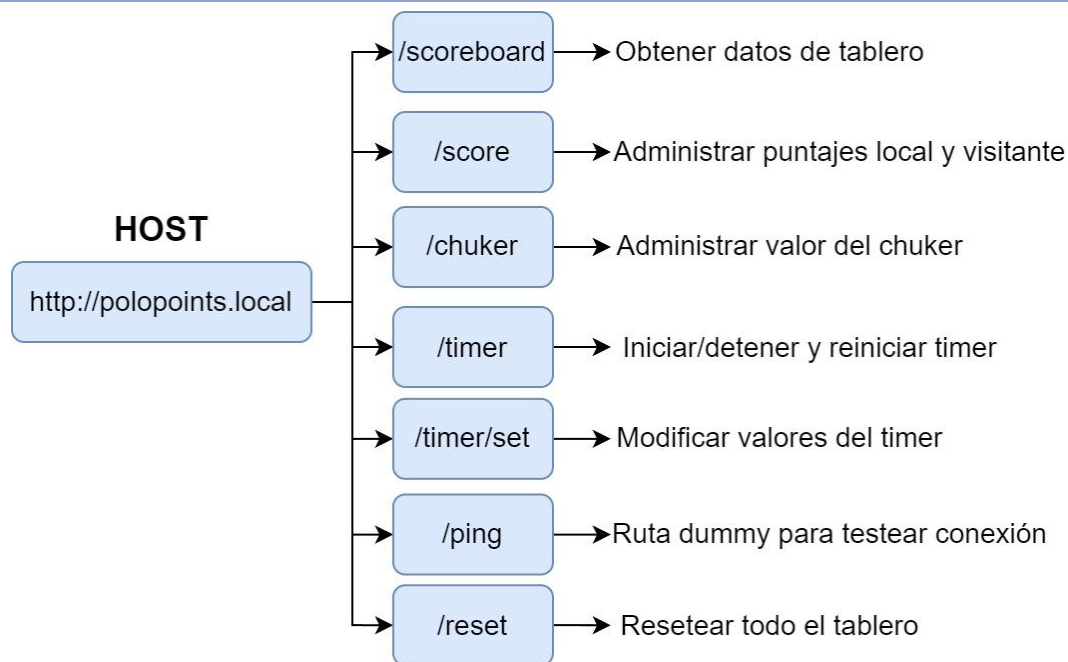 /scoreboard
Obtener datos de tablero
/score
Administrar puntajes local y visitante
HOST
http://polopoints.local
/chuker
Administrar valor del chuker
/timer
Iniciar/detener y reiniciar timer
/timer/set
Modificar valores del timer
/ping
Ruta dummy para testear conexión
/reset
Resetear todo el tablero